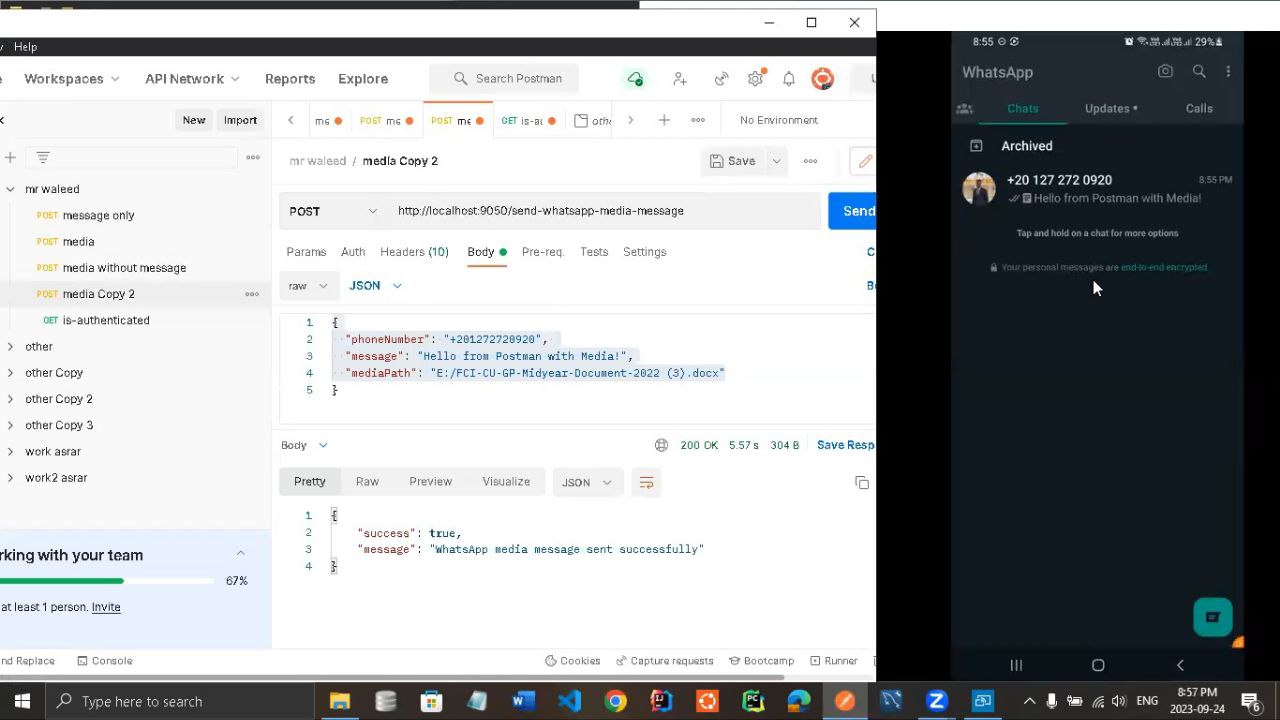 Help
Workspaces
API Network
Reports
Explore
Search Postman
New
Import
POST me
POST me
GET is-au
othe
No Environment
mr waleed / media Copy 2
Save
mr waleed
POST message only
POST media
POST media without message
POST media Copy 2
GET is-authenticated
other
other Copy
other Copy 2
other Copy 3
work asrar
work2 asrar
rking with your team
67%
at least 1 person. Invite
POST
http://localhost:9050/send-whatsapp-media-message
Send
Params
Auth
Headers (10)
Body
Pre-req.
Tests
Settings
raw
JSON
1 {
2 "phoneNumber": "+201272720920",
3 "message": "Hello from Postman with Media!",
4 "mediaPath": "E:/FCI-CU-GP-Midyear-Document-2022 (3).docx"
5 }
Body
200 OK
5.57 s
304 B
Save Resp
Pretty
Raw
Preview
Visualize
JSON
1 {
2 "success": true,
3 "message": "WhatsApp media message sent successfully"
4 }
nd Replace
Console
Cookies
Capture requests
Bootcamp
Runner
8:55
29%
WhatsApp
Chats
Updates
Calls
Archived
+20 127 272 0920
8:55 PM
Hello from Postman with Media!
Tap and hold on a chat for more options
Your personal messages are end-to-end encrypted
Type here to search
ENG
8:57 PM
2023-09-24
6